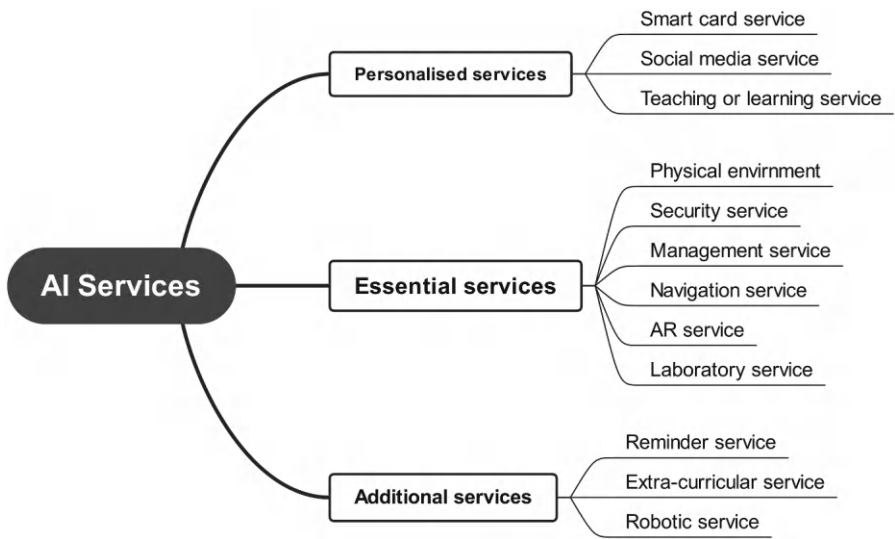 AI Services
Personalised services
Smart card service
Social media service
Teaching or learning service
Essential services
Physical envirnment
Security service
Management service
Navigation service
AR service
Laboratory service
Additional services
Reminder service
Extra-curricular service
Robotic service